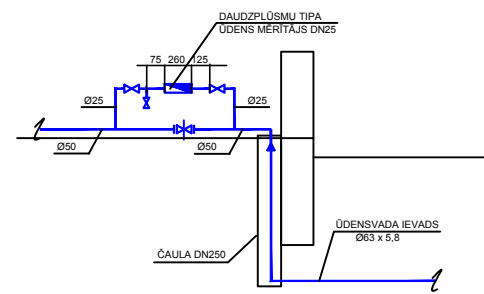 DAUDZPLŪSMU TIPA
ŪDENS MĒRĪTĀJS DN25
75 260 125
Ø25 Ø25
Ø50 Ø50
ŪDENSVADA IEVADS
Ø63 x 5,8
ČAULA DN250